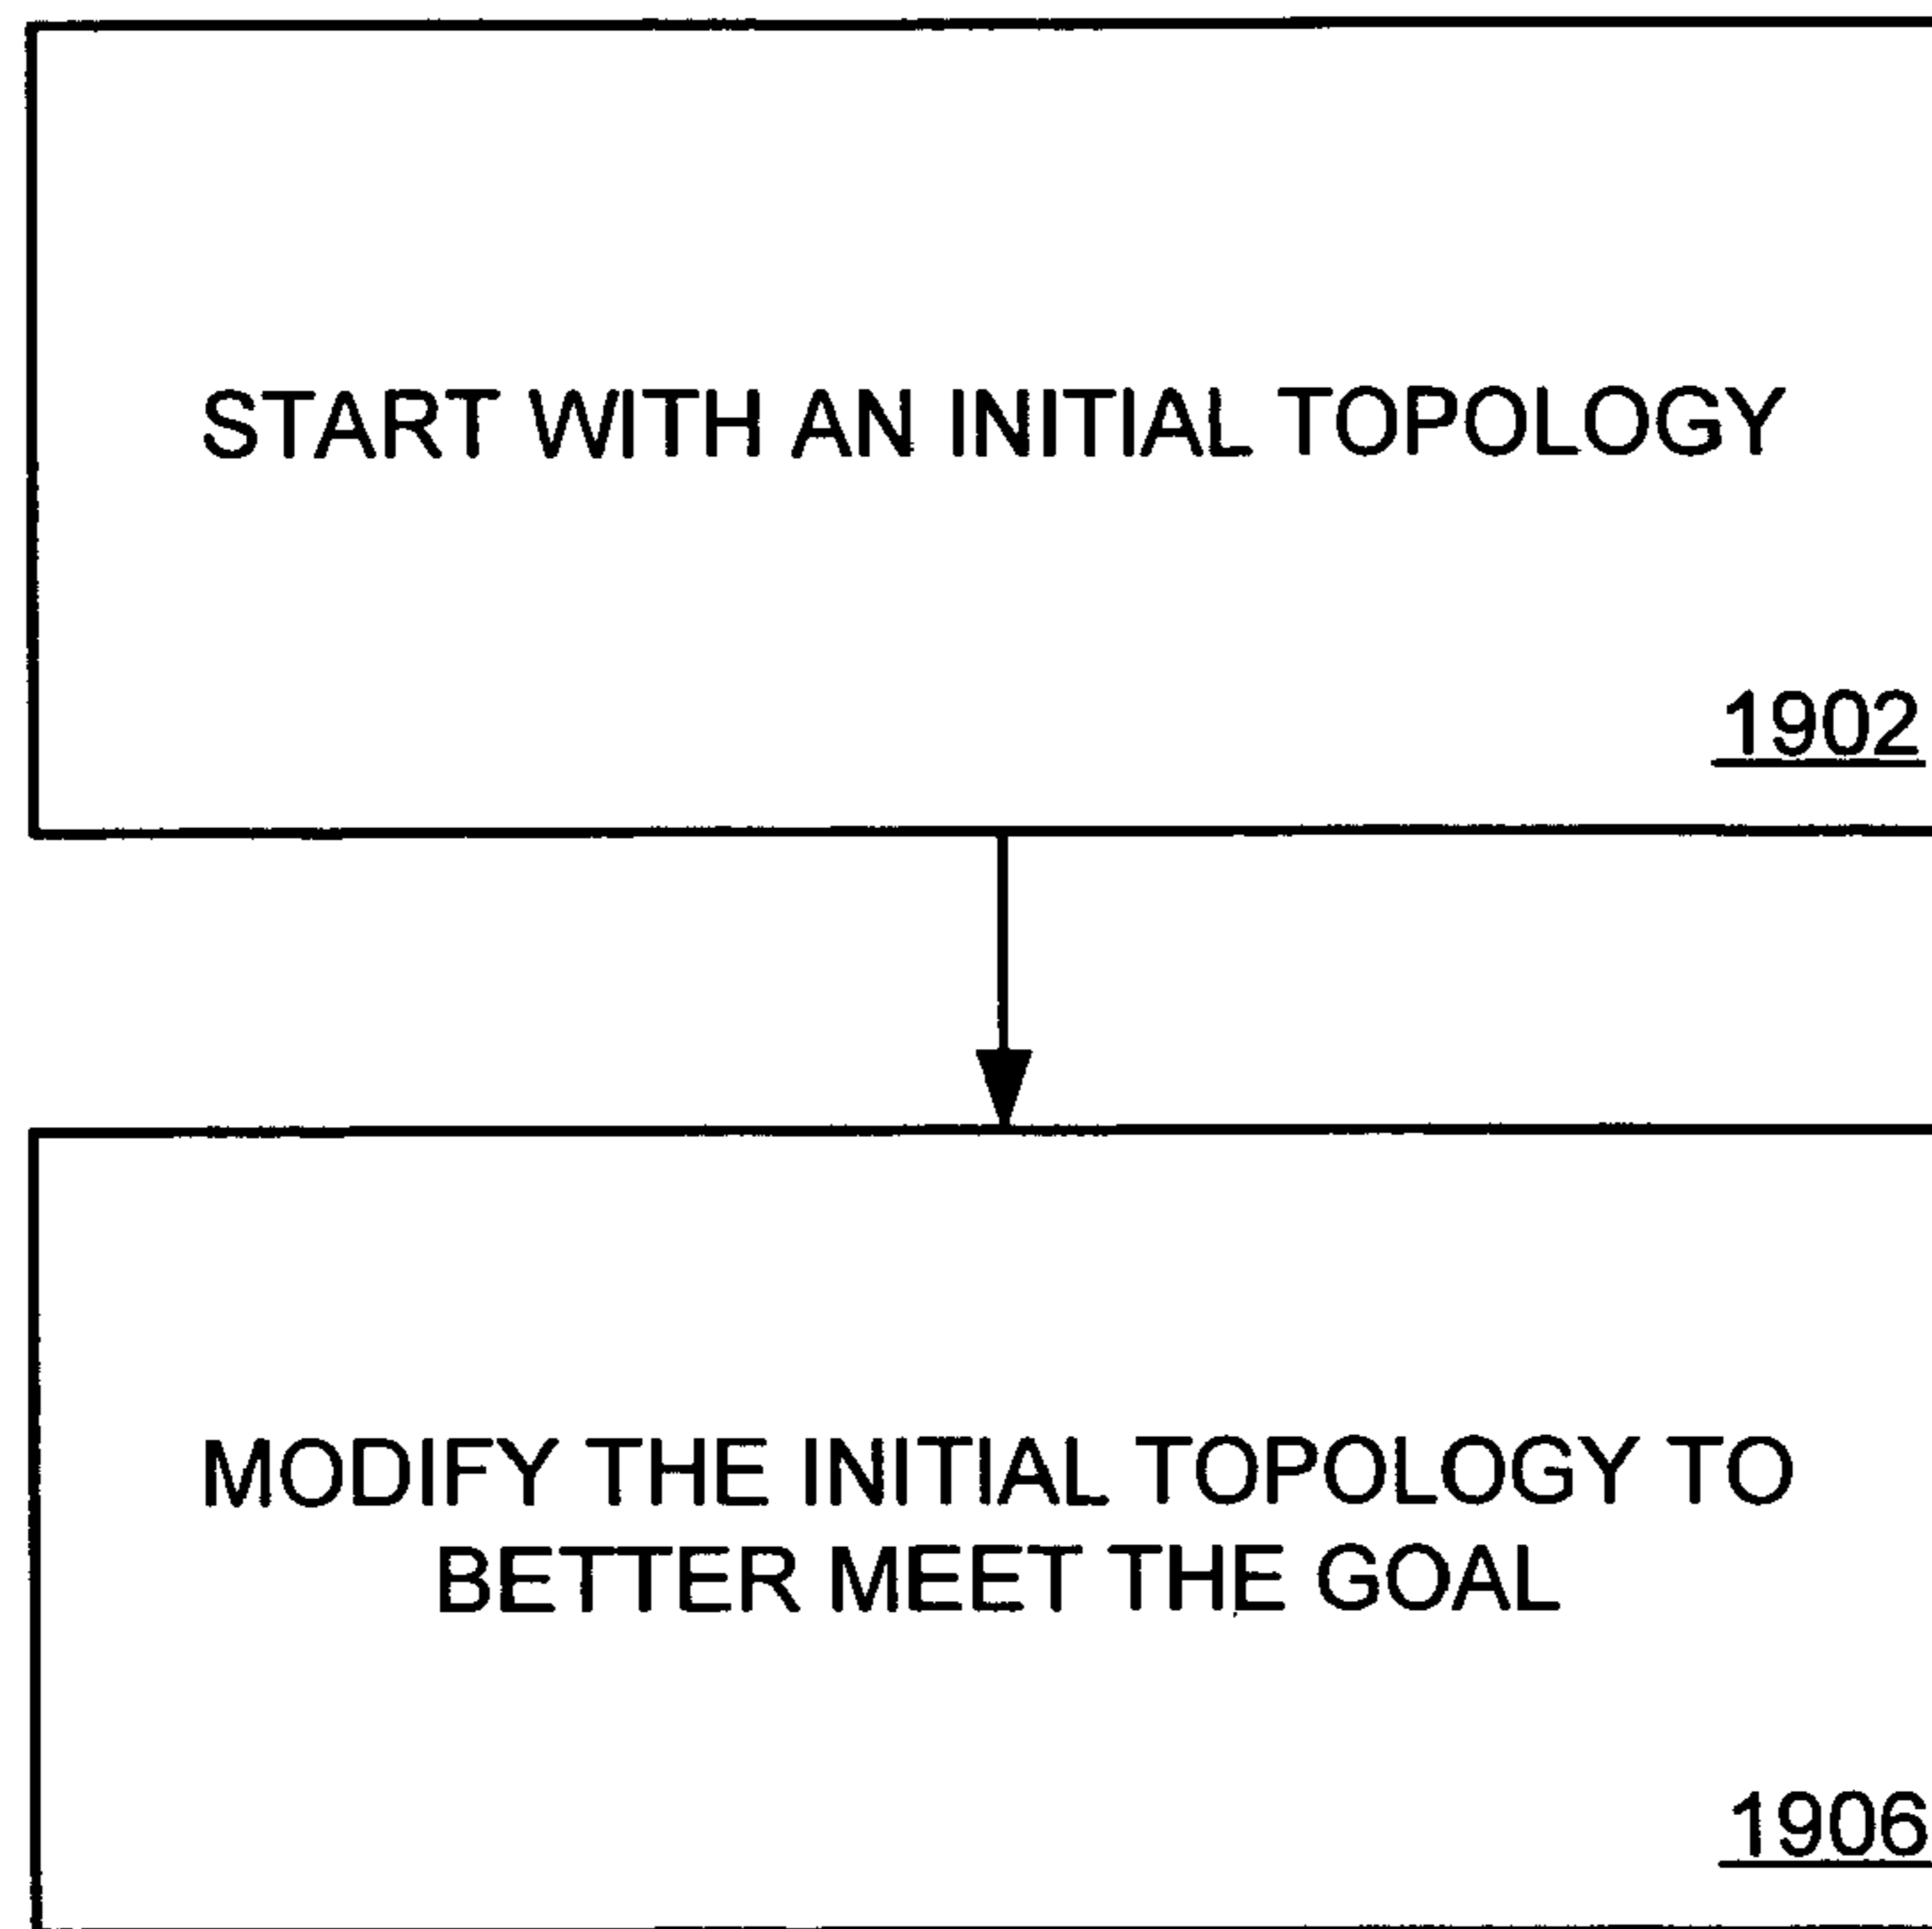 START WITH AN INITIAL TOPOLOGY
1902
MODIFY THE INITIAL TOPOLOGY TO
BETTER MEET THE GOAL
1906